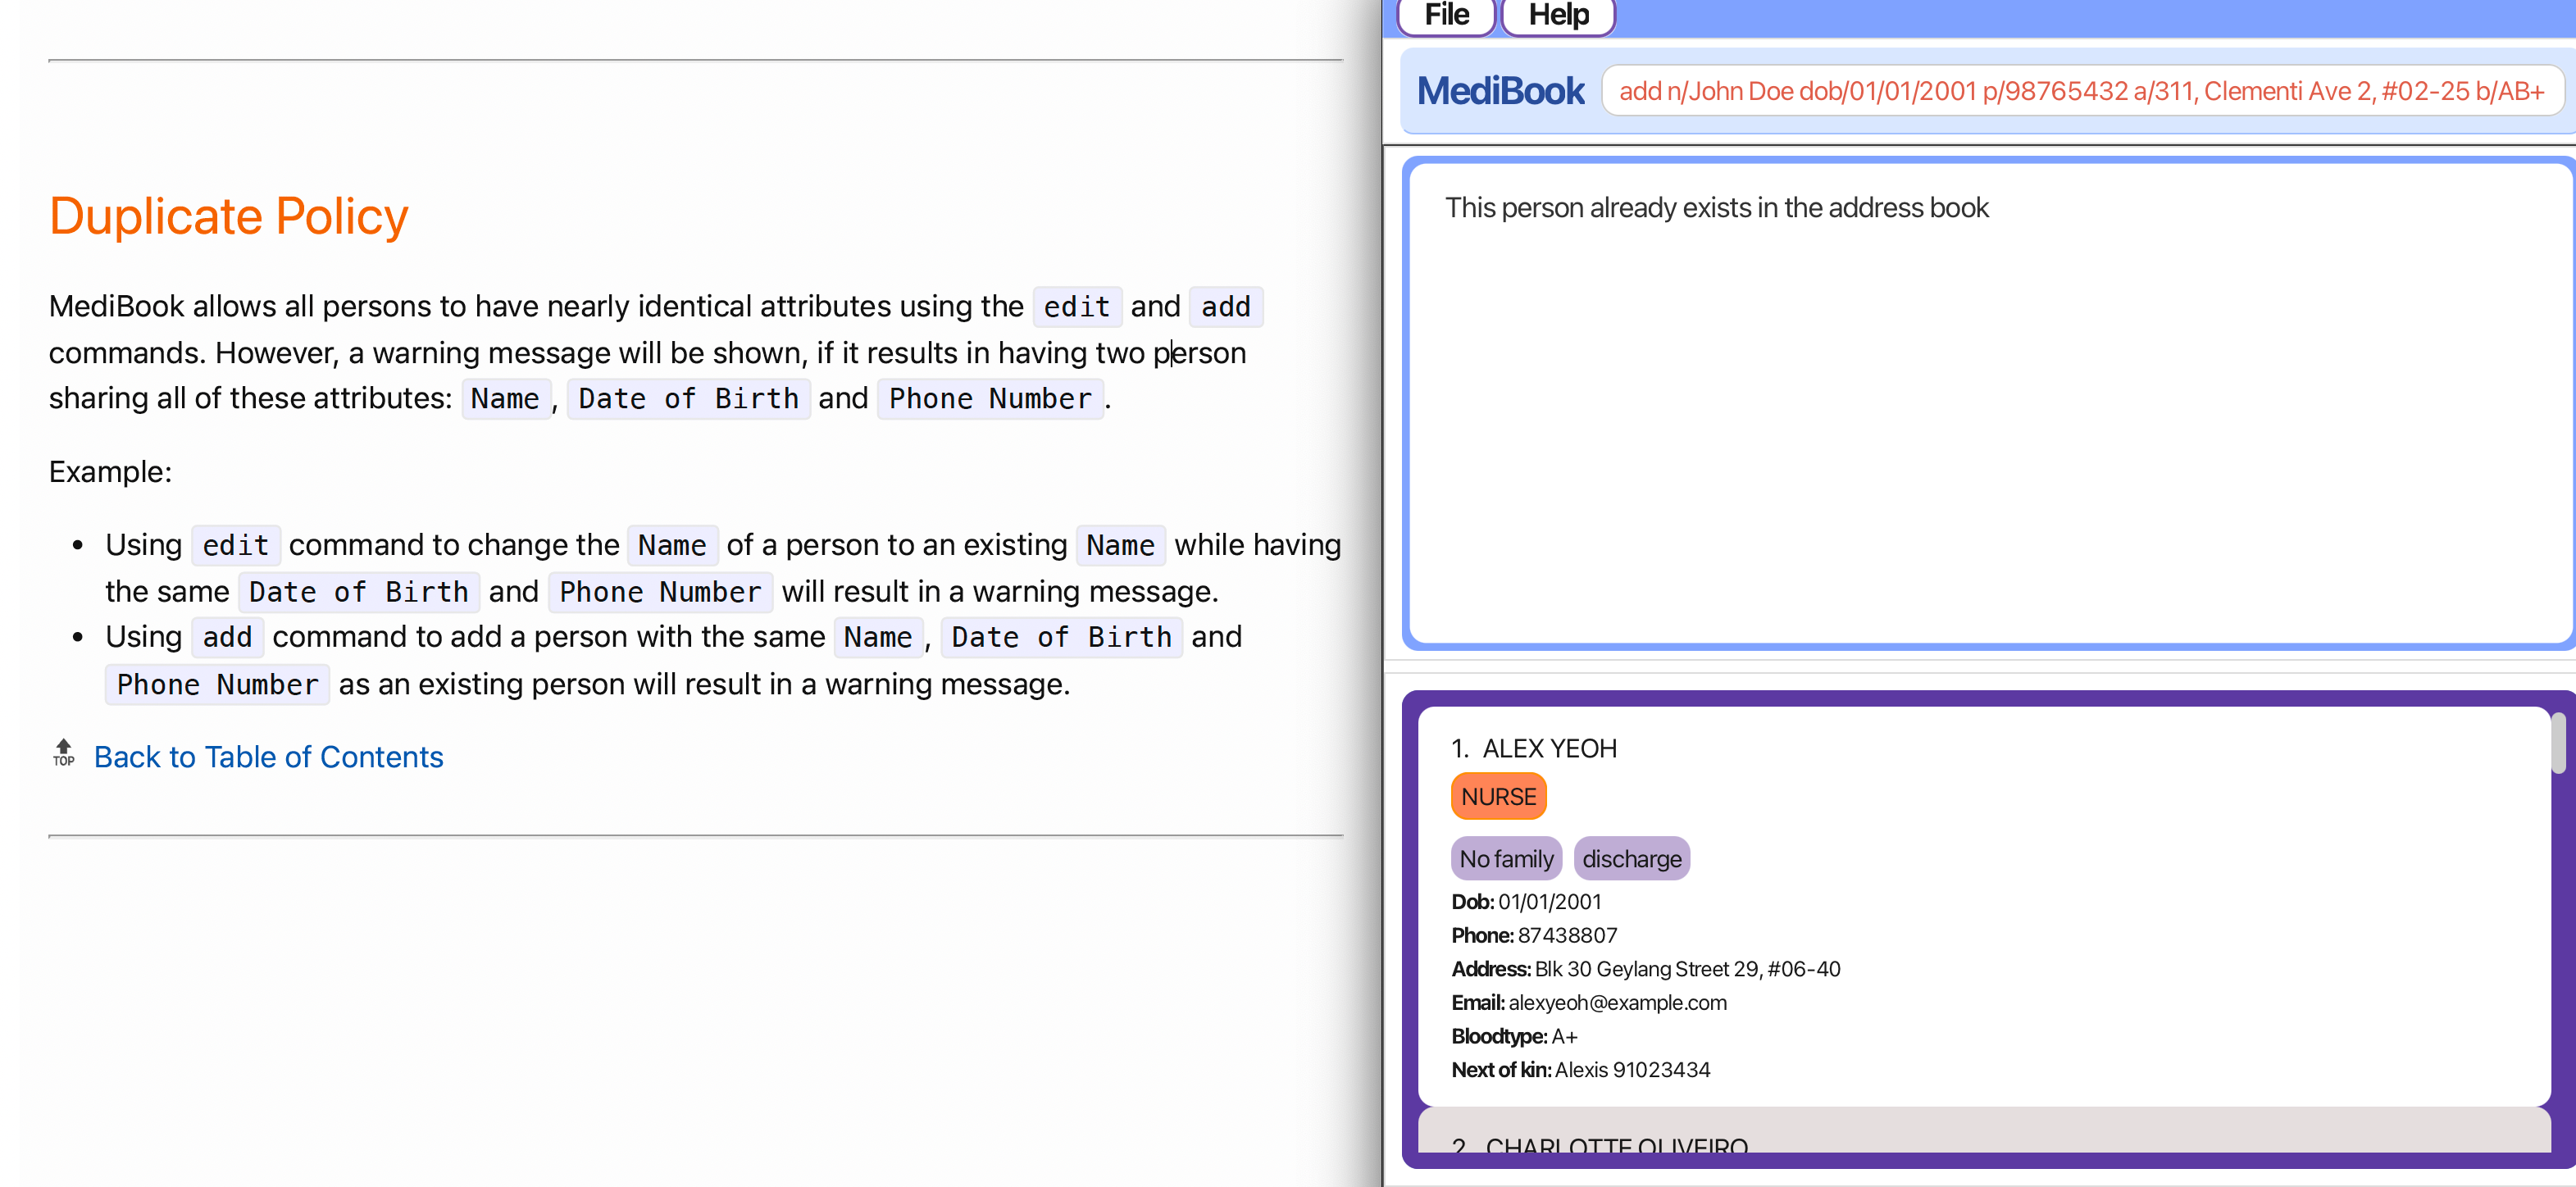 Duplicate Policy
MediBook allows all persons to have nearly identical attributes using the edit and add
commands. However, a warning message will be shown, if it results in having two person
sharing all of these attributes: Name, Date of Birth and Phone Number.
Example:
• Using edit command to change the Name of a person to an existing Name while having
the same Date of Birth and Phone Number will result in a warning message.
• Using add command to add a person with the same Name, Date of Birth and
Phone Number as an existing person will result in a warning message.
TOP Back to Table of Contents
File Help
MediBook add n/John Doe dob/01/01/2001 p/98765432 a/311, Clementi Ave 2, #02-25 b/AB+
This person already exists in the address book
1. ALEX YEOH
NURSE
No family discharge
Dob: 01/01/2001
Phone: 87438807
Address: Blk 30 Geylang Street 29, #06-40
Email: alexyeoh@example.com
Bloodtype: A+
Next of kin: Alexis 91023434
2. CHARLOTTE OLIVEIRO